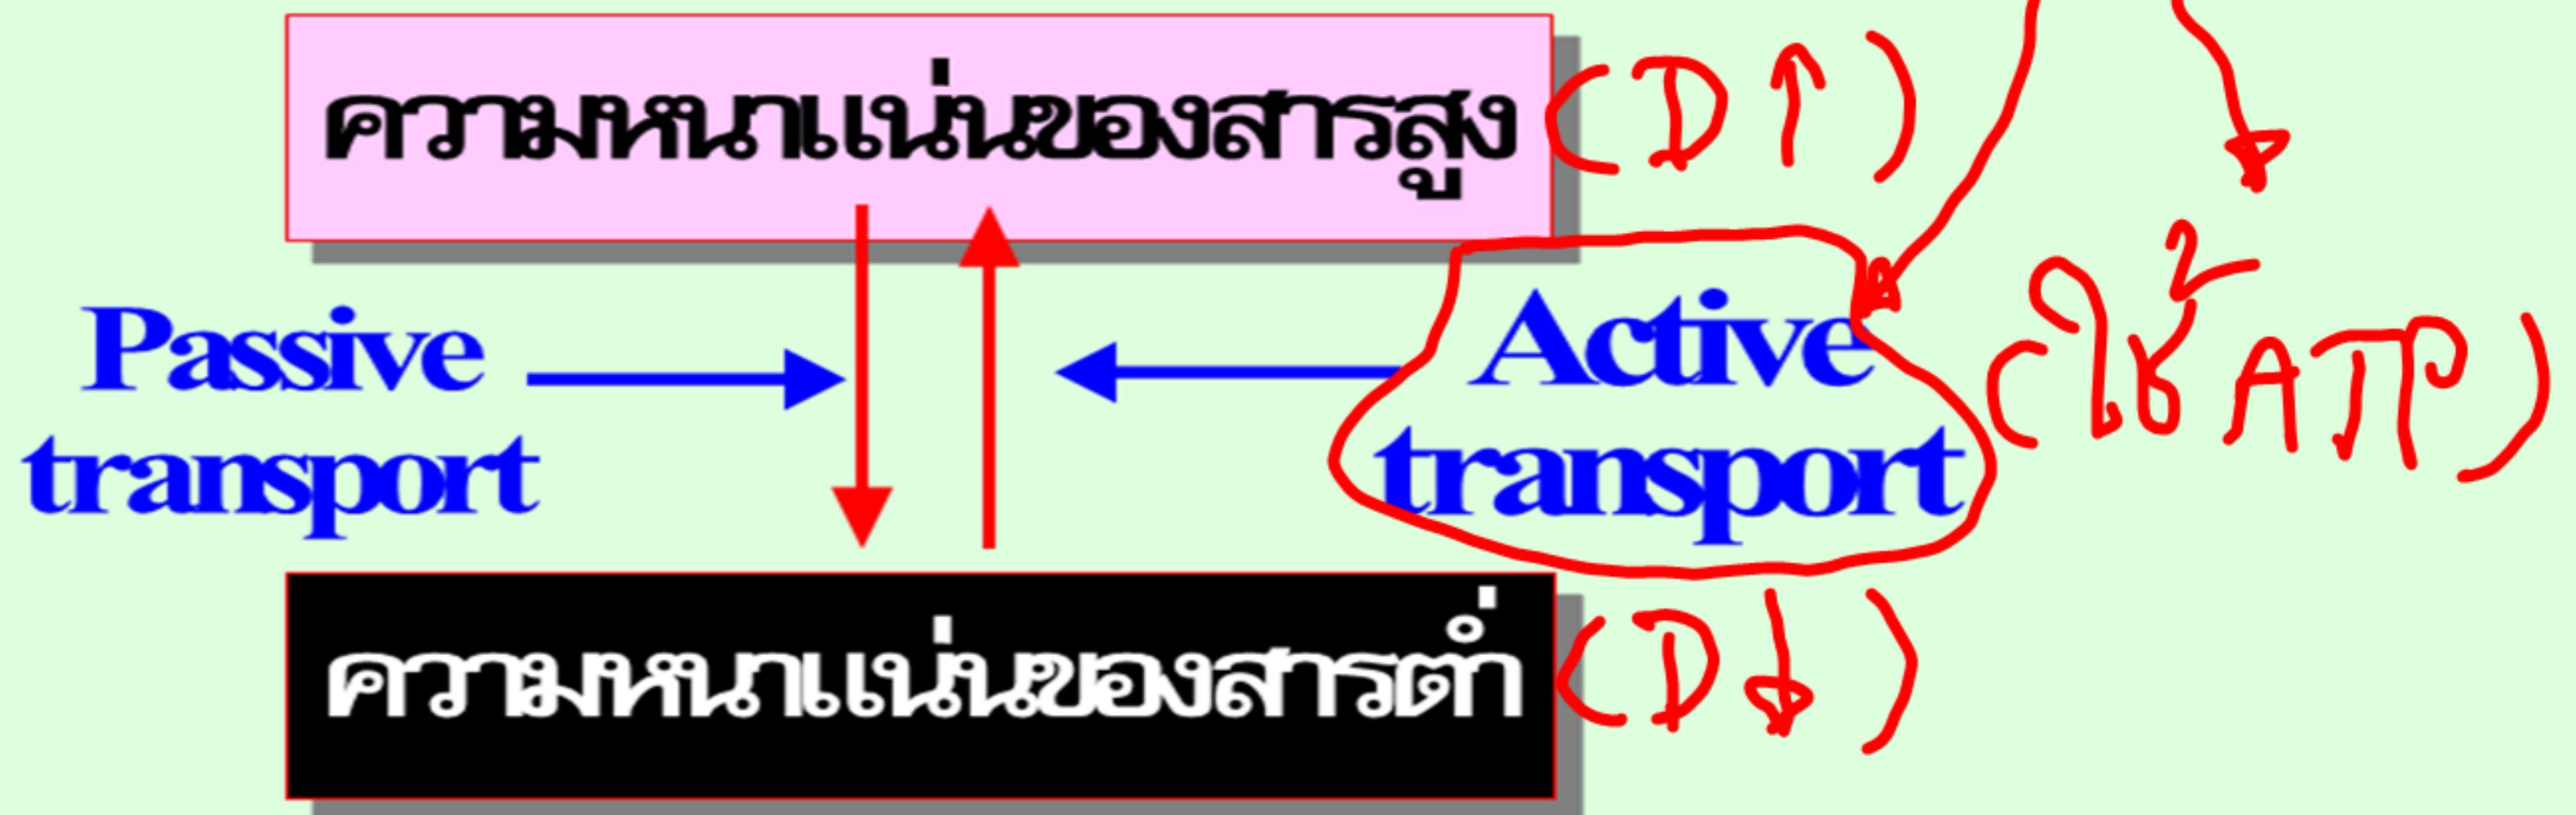 ความหนาแน่นของสารสูง (D↑)
Passive
transport
Active
transport
(ใช้ ATP)
ความหนาแน่นของสารต่ำ (D↓)